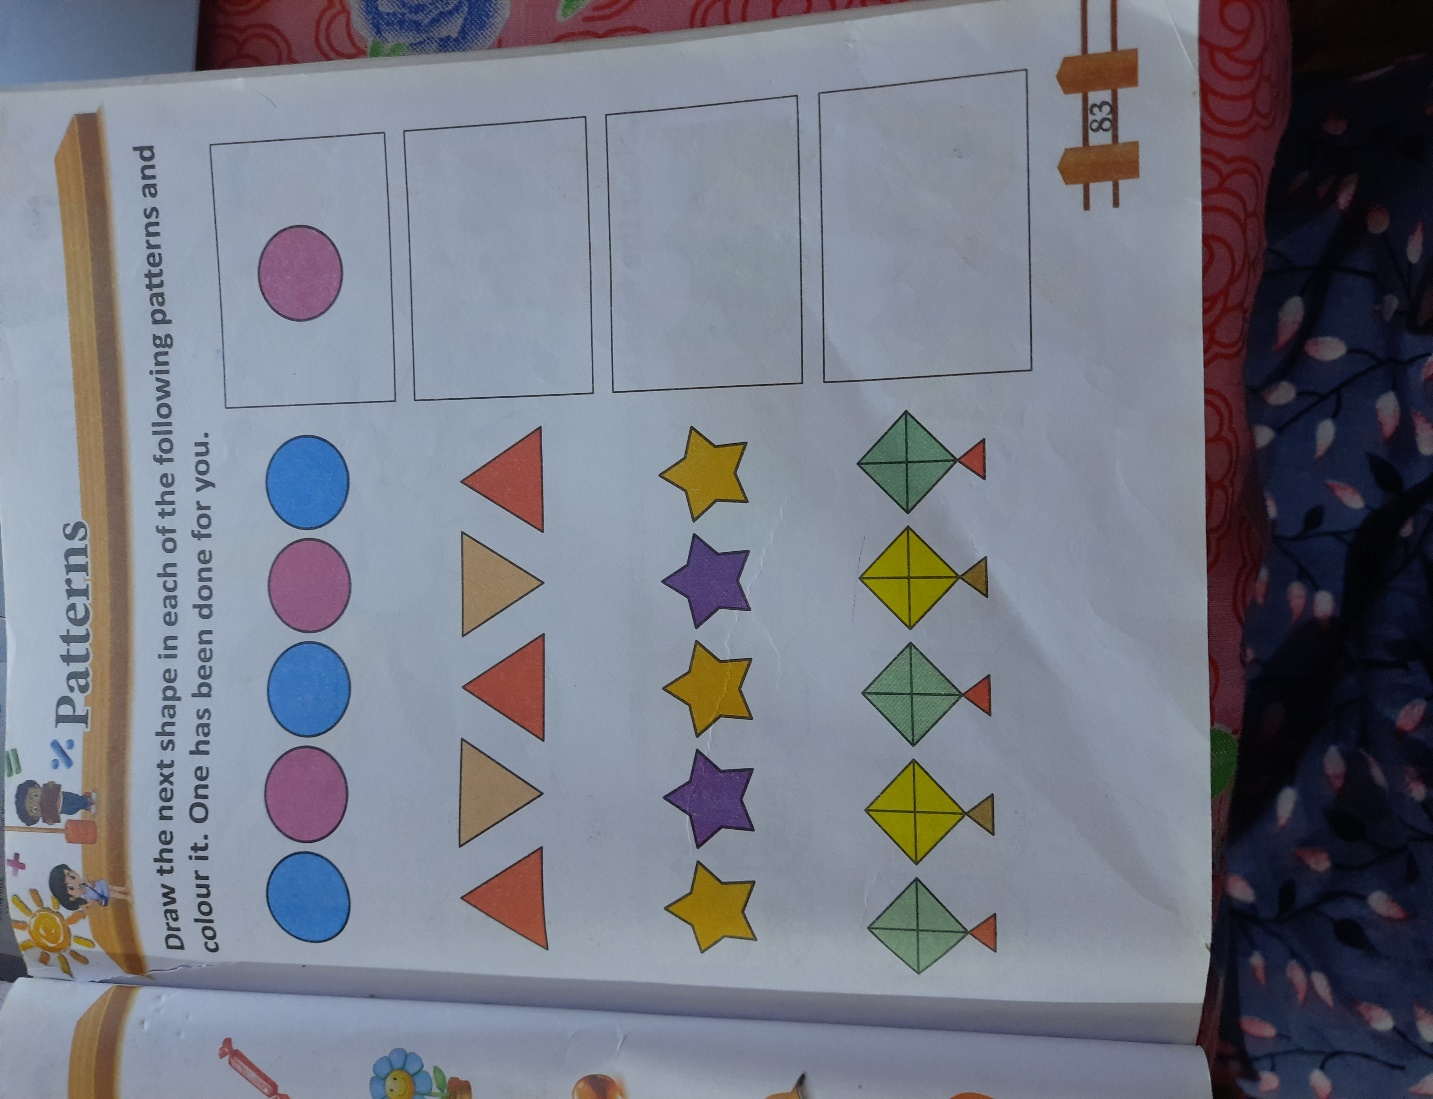 Patterns
Draw the next shape in each of the following patterns and
colour it. One has been done for you.
83